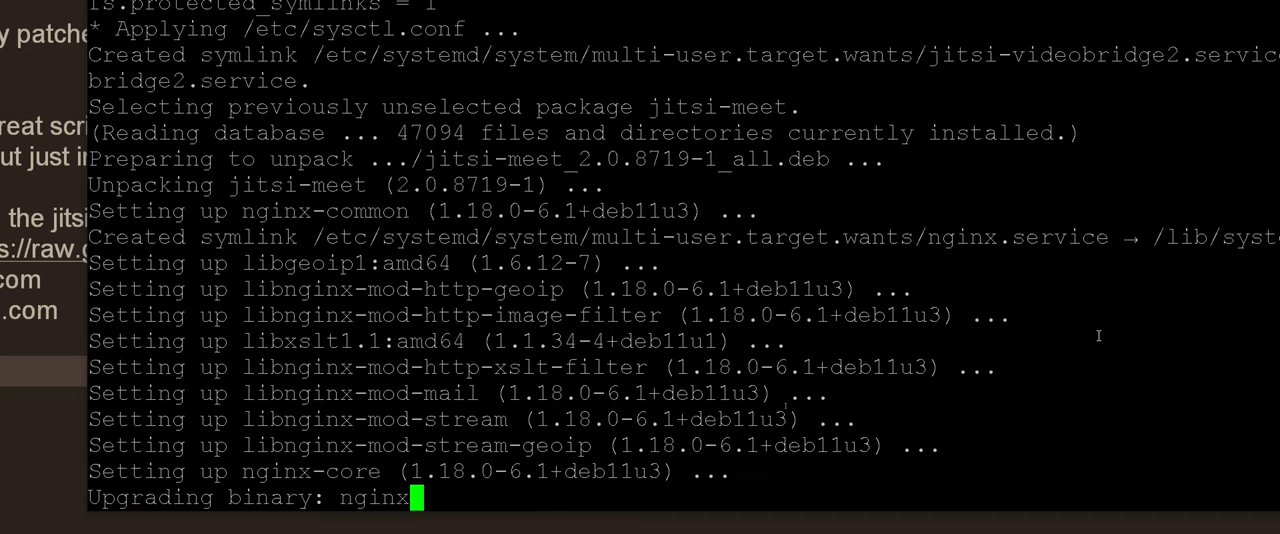 fs.protected_symlinks = 1
* Applying /etc/sysctl.conf ...
Created symlink /etc/systemd/system/multi-user.target.wants/jitsi-videobridge2.servic
bridge2.service.
Selecting previously unselected package jitsi-meet.
(Reading database ... 47094 files and directories currently installed.)
Preparing to unpack .../jitsi-meet_2.0.8719-1_all.deb ...
Unpacking jitsi-meet (2.0.8719-1) ...
Setting up nginx-common (1.18.0-6.1+deb11u3) ...
Created symlink /etc/systemd/system/multi-user.target.wants/nginx.service → /lib/syst
Setting up libgeoip1:amd64 (1.6.12-7) ...
Setting up libnginx-mod-http-geoip (1.18.0-6.1+deb11u3) ...
Setting up libnginx-mod-http-image-filter (1.18.0-6.1+deb11u3) ...
Setting up libxslt1.1:amd64 (1.1.34-4+deb11u1) ...
Setting up libnginx-mod-http-xslt-filter (1.18.0-6.1+deb11u3) ...
Setting up libnginx-mod-mail (1.18.0-6.1+deb11u3) ...
Setting up libnginx-mod-stream (1.18.0-6.1+deb11u3) ...
Setting up libnginx-mod-stream-geoip (1.18.0-6.1+deb11u3) ...
Setting up nginx-core (1.18.0-6.1+deb11u3) ...
Upgrading binary: nginx
y patche
reat scri
ut just i
the jitsi
s://raw.g
com
.com